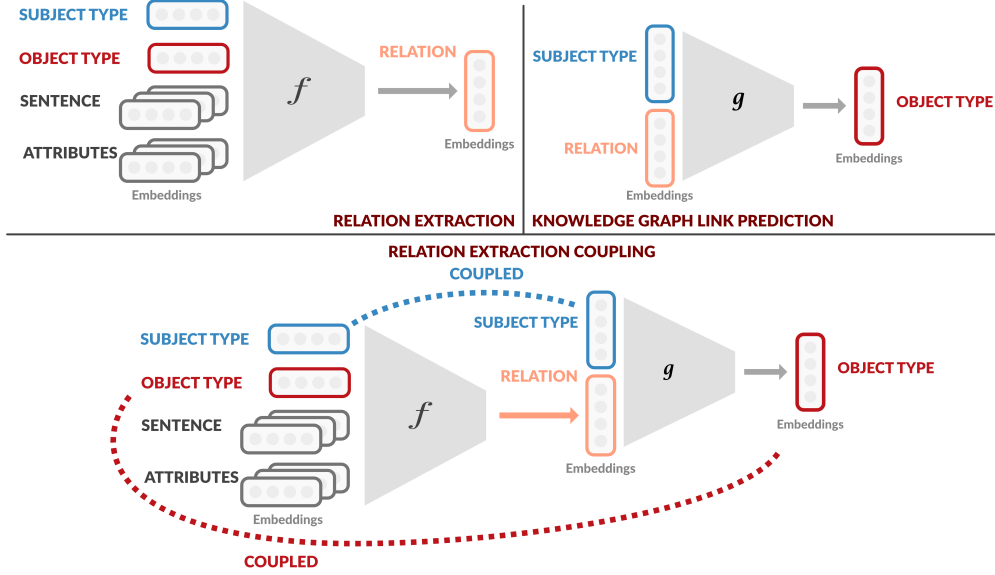 SUBJECT TYPE
OBJECT TYPE
SENTENCE
ATTRIBUTES
Embeddings
f
RELATION
Embeddings
RELATION EXTRACTION
SUBJECT TYPE
RELATION
Embeddings
g
OBJECT TYPE
Embeddings
KNOWLEDGE GRAPH LINK PREDICTION
RELATION EXTRACTION COUPLING
COUPLED
SUBJECT TYPE
OBJECT TYPE
SENTENCE
ATTRIBUTES
Embeddings
f
SUBJECT TYPE
RELATION
Embeddings
g
OBJECT TYPE
Embeddings
COUPLED